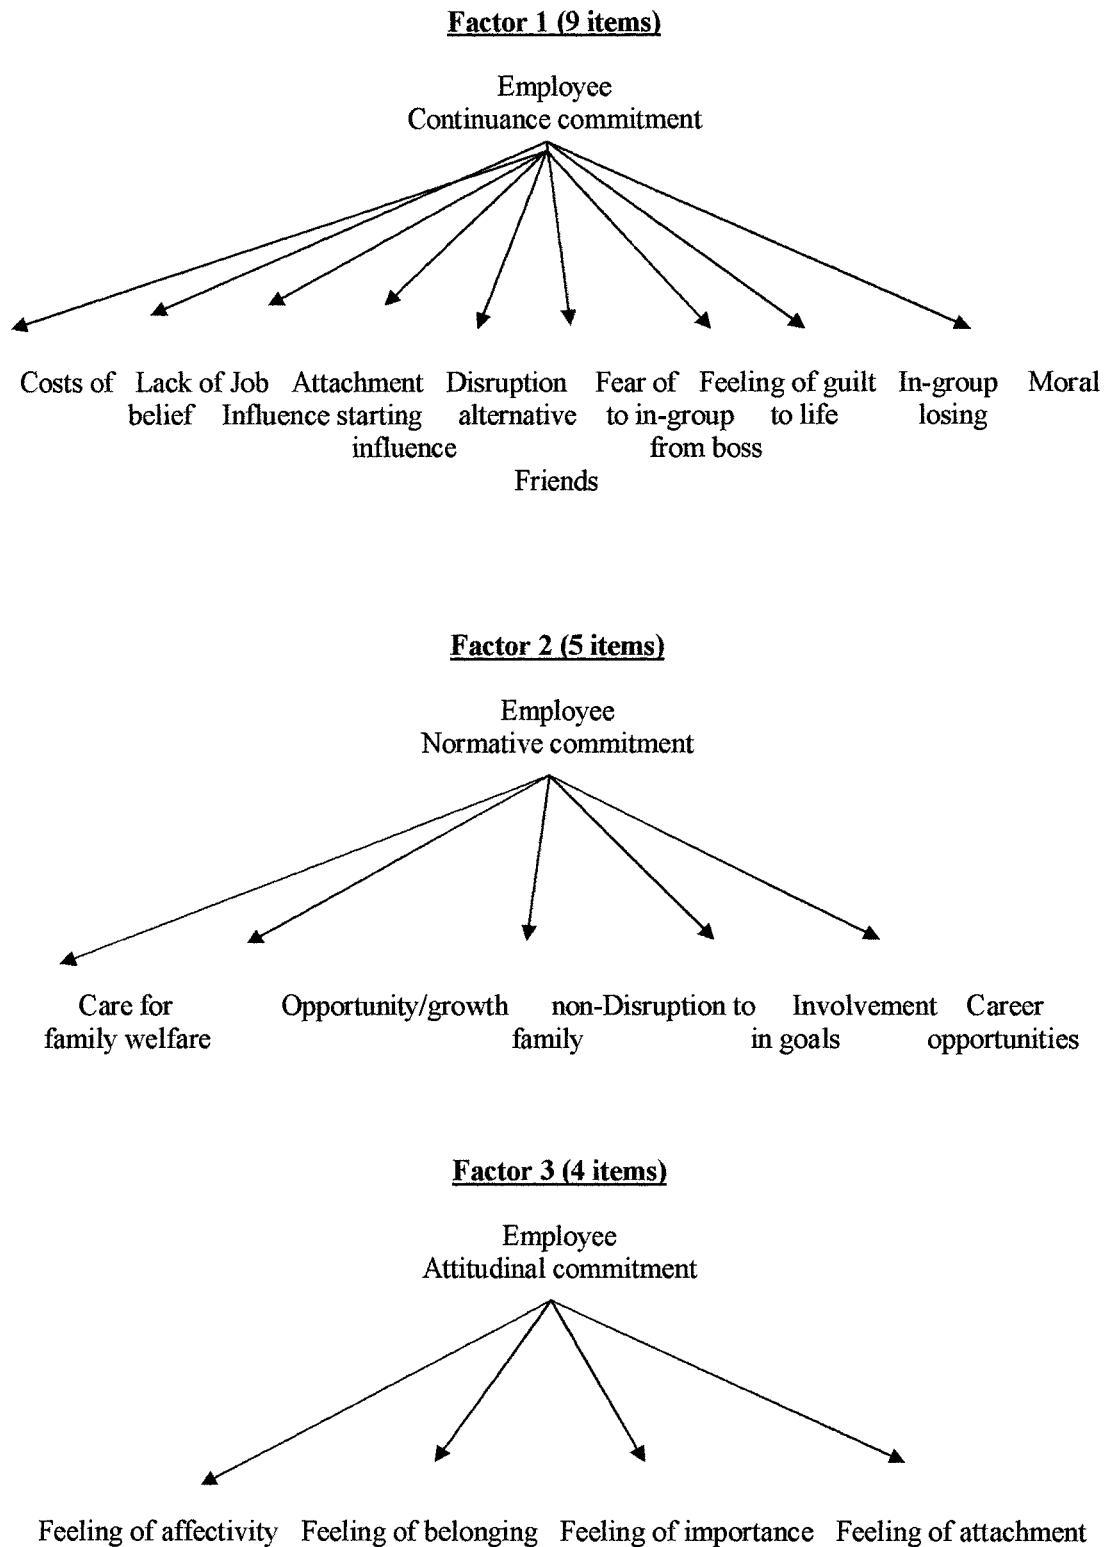 Factor 1 (9 items)
Employee
Continuance commitment
Costs of Lack of Job Attachment Disruption Fear of Feeling of guilt In-group Moral
belief Influence starting alternative to in-group to life losing
influence from boss
Friends
Factor 2 (5 items)
Employee
Normative commitment
Care for Opportunity/growth non-Disruption to Involvement Career
family welfare family in goals opportunities
Factor 3 (4 items)
Employee
Attitudinal commitment
Feeling of affectivity Feeling of belonging Feeling of importance Feeling of attachment